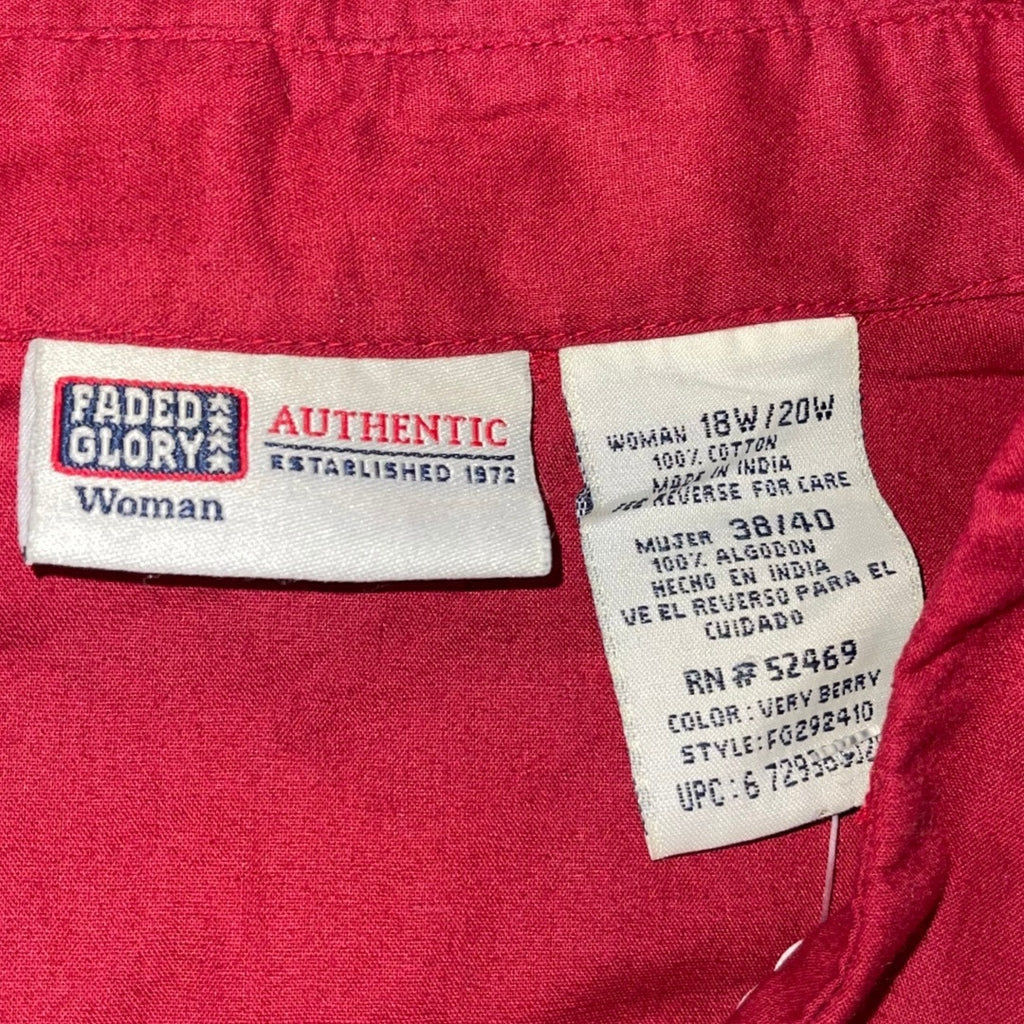 FADED
GLORY
Woman
AUTHENTIC
ESTABLISHED 1972
WOMAN 18W/20W
100% COTTON
MADE IN INDIA
SEE REVERSE FOR CARE
MUJER 38/40
100% ALGODON
HECHO EN INDIA
VE EL REVERSO PARA EL
CUIDADO
RN # 52469
COLOR: VERY BERRY
STYLE: FG292410
UPC: 6